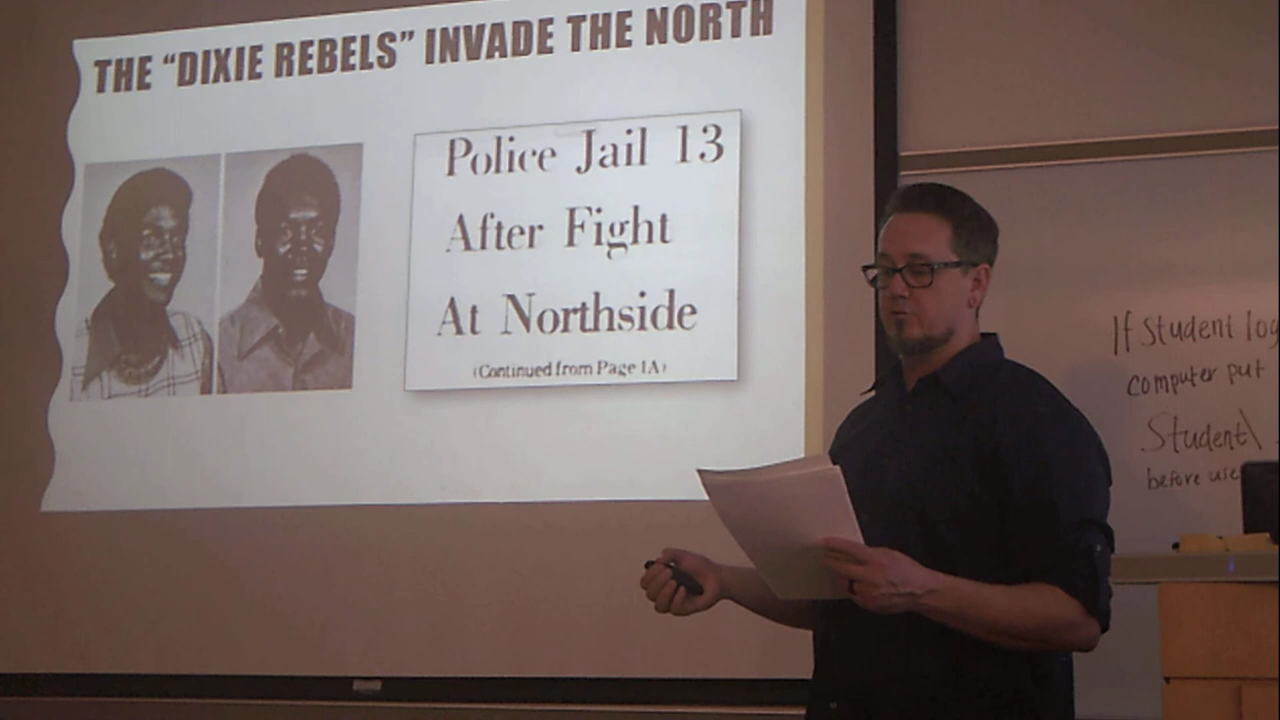 THE “DIXIE REBELS” INVADE THE NORTH
Police Jail 13
After Fight
At Northside
(Continued from Page 1A)
If Student log
computer put
Student\
before use